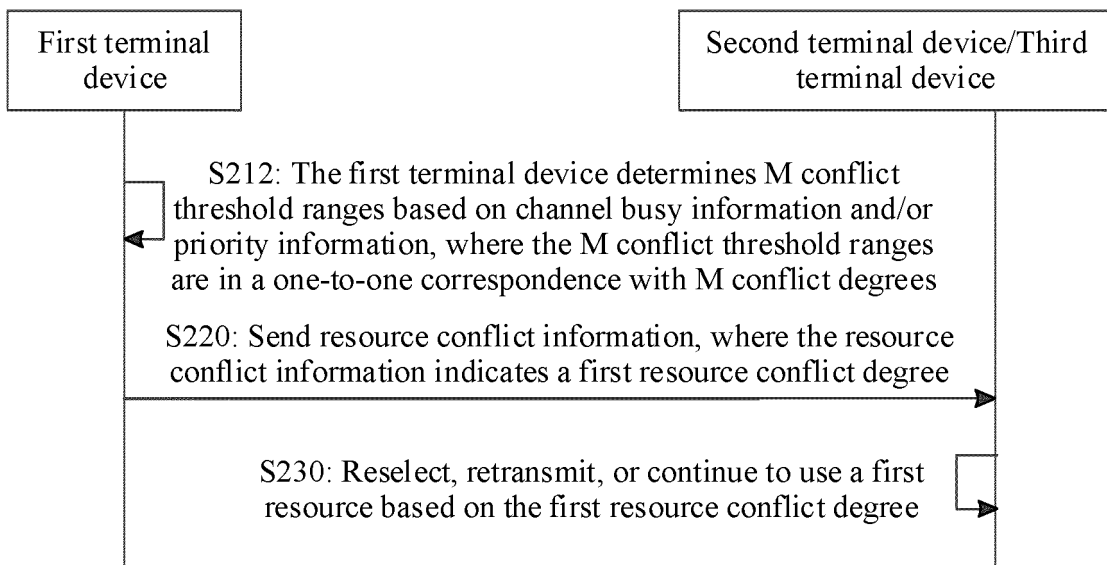 First terminal
device
Second terminal device/Third
terminal device
S212: The first terminal device determines M conflict
threshold ranges based on channel busy information and/or
priority information, where the M conflict threshold ranges
are in a one-to-one correspondence with M conflict degrees
S220: Send resource conflict information, where the resource
conflict information indicates a first resource conflict degree
S230: Reselect, retransmit, or continue to use a first
resource based on the first resource conflict degree